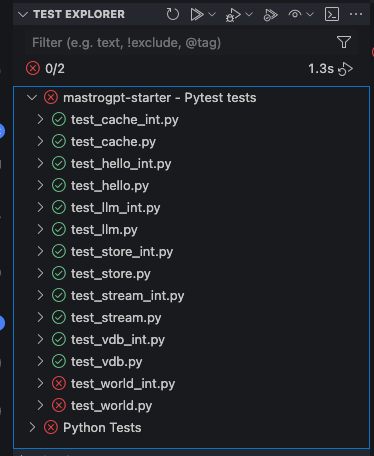 TEST EXPLORER
Filter (e.g. text, !exclude, @tag)
0/2 1.3s
mastrogpt-starter - Pytest tests
test_cache_int.py
test_cache.py
test_hello_int.py
test_hello.py
test_llm_int.py
test_llm.py
test_store_int.py
test_store.py
test_stream_int.py
test_stream.py
test_vdb_int.py
test_vdb.py
test_world_int.py
test_world.py
Python Tests